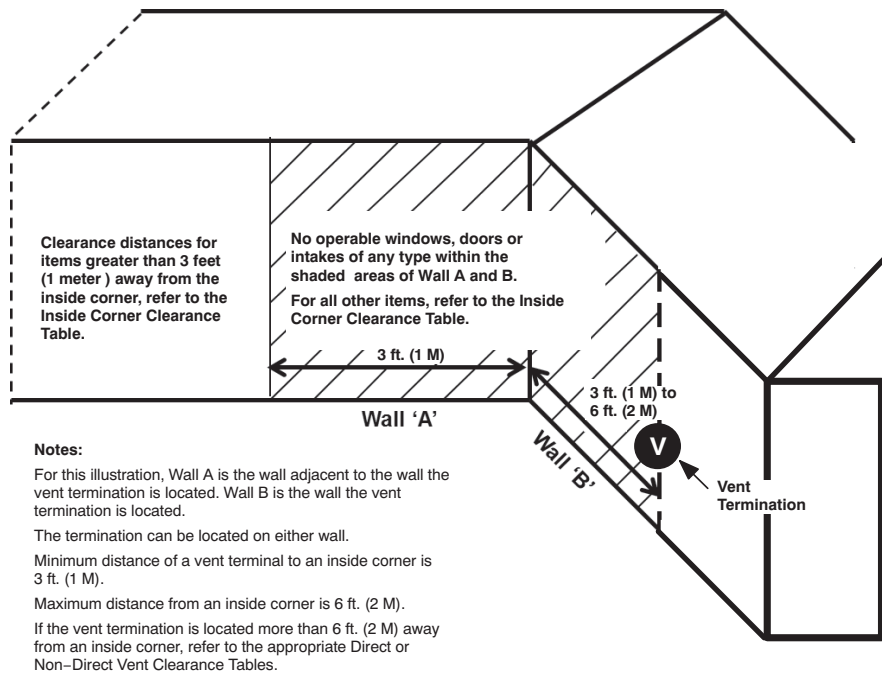 Clearance distances for
items greater than 3 feet
(1 meter ) away from the
inside corner, refer to the
Inside Corner Clearance
Table.
No operable windows, doors or
intakes of any type within the
shaded areas of Wall A and B.
For all other items, refer to the Inside
Corner Clearance Table.
3 ft. (1 M)
3 ft. (1 M) to
6 ft. (2 M)
Wall ‘A’
Wall ‘B’
V
Vent
Termination
Notes:
For this illustration, Wall A is the wall adjacent to the wall the
vent termination is located. Wall B is the wall the vent
termination is located.
The termination can be located on either wall.
Minimum distance of a vent terminal to an inside corner is
3 ft. (1 M).
Maximum distance from an inside corner is 6 ft. (2 M).
If the vent termination is located more than 6 ft. (2 M) away
from an inside corner, refer to the appropriate Direct or
Non−Direct Vent Clearance Tables.